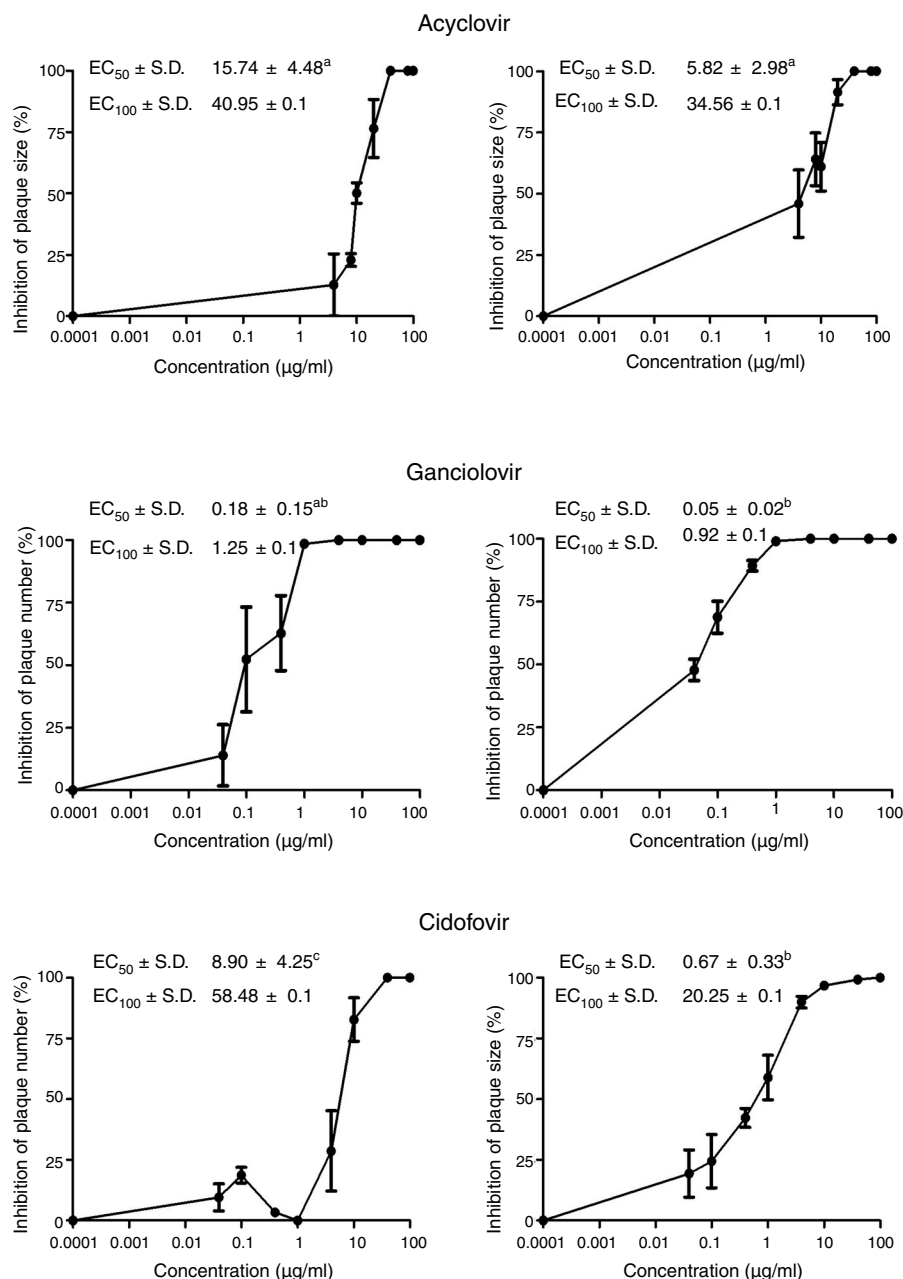 Acyclovir
EC50 ± S.D. 15.74 ± 4.48a
EC100 ± S.D. 40.95 ± 0.1
Inhibition of plaque size (%)
100
75
50
25
0
0.0001 0.001 0.01 0.1 1 10 100
Concentration (µg/ml)
EC50 ± S.D. 5.82 ± 2.98a
EC100 ± S.D. 34.56 ± 0.1
Inhibition of plaque size (%)
100
75
50
25
0
0.0001 0.001 0.01 0.1 1 10 100
Concentration (µg/ml)
Ganciolovir
EC50 ± S.D. 0.18 ± 0.15ab
EC100 ± S.D. 1.25 ± 0.1
Inhibition of plaque number (%)
100
75
50
25
0
0.0001 0.001 0.01 0.1 1 10 100
Concentration (µg/ml)
EC50 ± S.D. 0.05 ± 0.02b
EC100 ± S.D. 0.92 ± 0.1
Inhibition of plaque number (%)
100
75
50
25
0
0.0001 0.001 0.01 0.1 1 10 100
Concentration (µg/ml)
Cidofovir
EC50 ± S.D. 8.90 ± 4.25c
EC100 ± S.D. 58.48 ± 0.1
Inhibition of plaque number (%)
100
75
50
25
0
0.0001 0.001 0.01 0.1 1 10 100
Concentration (µg/ml)
EC50 ± S.D. 0.67 ± 0.33b
EC100 ± S.D. 20.25 ± 0.1
Inhibition of plaque size (%)
100
75
50
25
0
0.0001 0.001 0.01 0.1 1 10 100
Concentration (µg/ml)